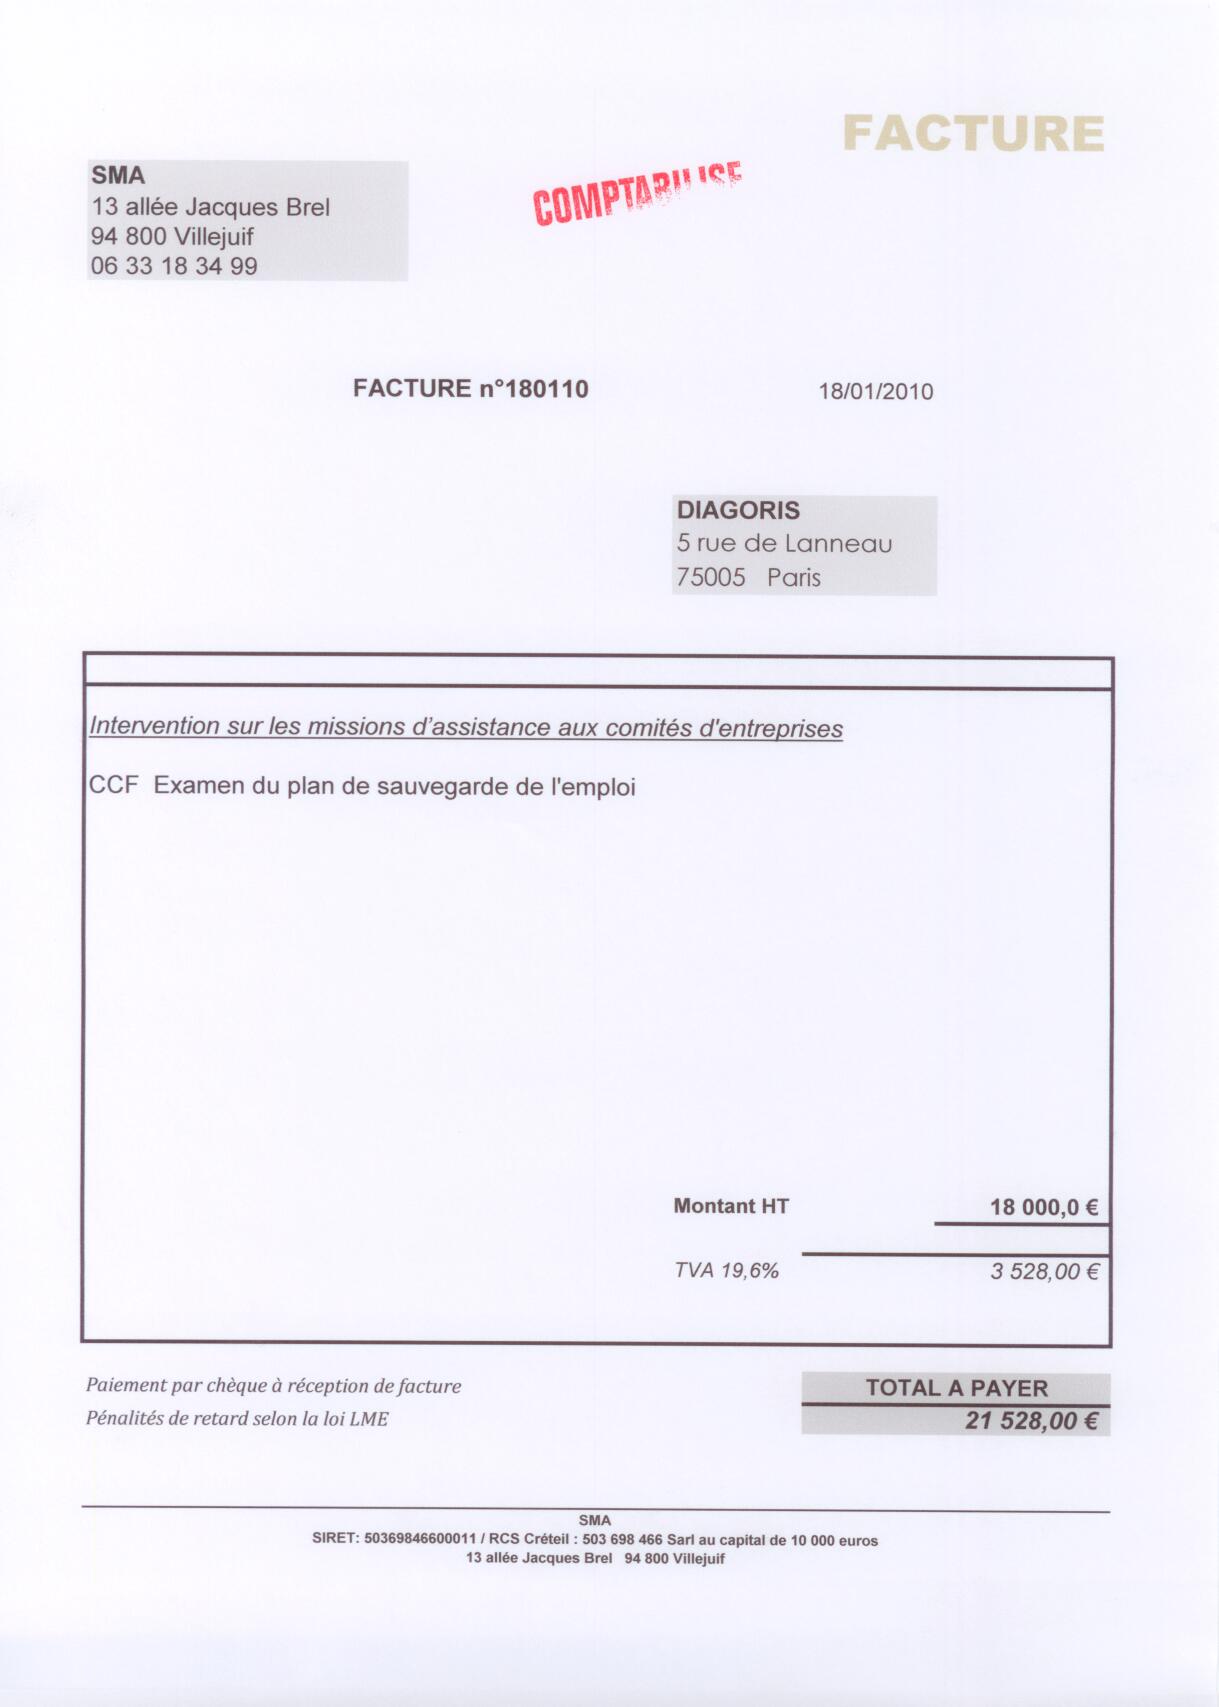 FACTURE
SMA
13 allée Jacques Brel
94 800 Villejuif
06 33 18 34 99
COMPTABILISE
FACTURE n°180110
18/01/2010
DIAGORIS
5 rue de Lanneau
75005 Paris
Intervention sur les missions d’assistance aux comités d'entreprises
CCF Examen du plan de sauvegarde de l'emploi
Montant HT 18 000,0 €
TVA 19,6% 3 528,00 €
Paiement par chèque à réception de facture
Pénalités de retard selon la loi LME
TOTAL A PAYER
21 528,00 €
SMA
SIRET: 50369846600011 / RCS Créteil : 503 698 466 Sarl au capital de 10 000 euros
13 allée Jacques Brel 94 800 Villejuif